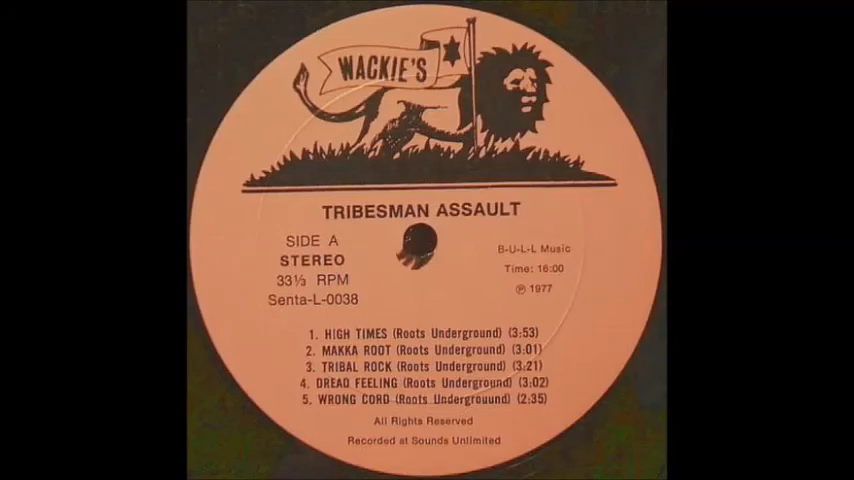 WACKIE'S
TRIBESMAN ASSAULT
SIDE A
STEREO
33⅓ RPM
Senta-L-0038
B-U-L-L Music
Time: 16:00
℗ 1977
1. HIGH TIMES (Roots Underground) (3:53)
2. MAKKA ROOT (Roots Underground) (3:01)
3. TRIBAL ROCK (Roots Underground) (3:21)
4. DREAD FEELING (Roots Underground) (3:02)
5. WRONG CORD (Roots Undergrouund) (2:35)
All Rights Reserved
Recorded at Sounds Unlimited